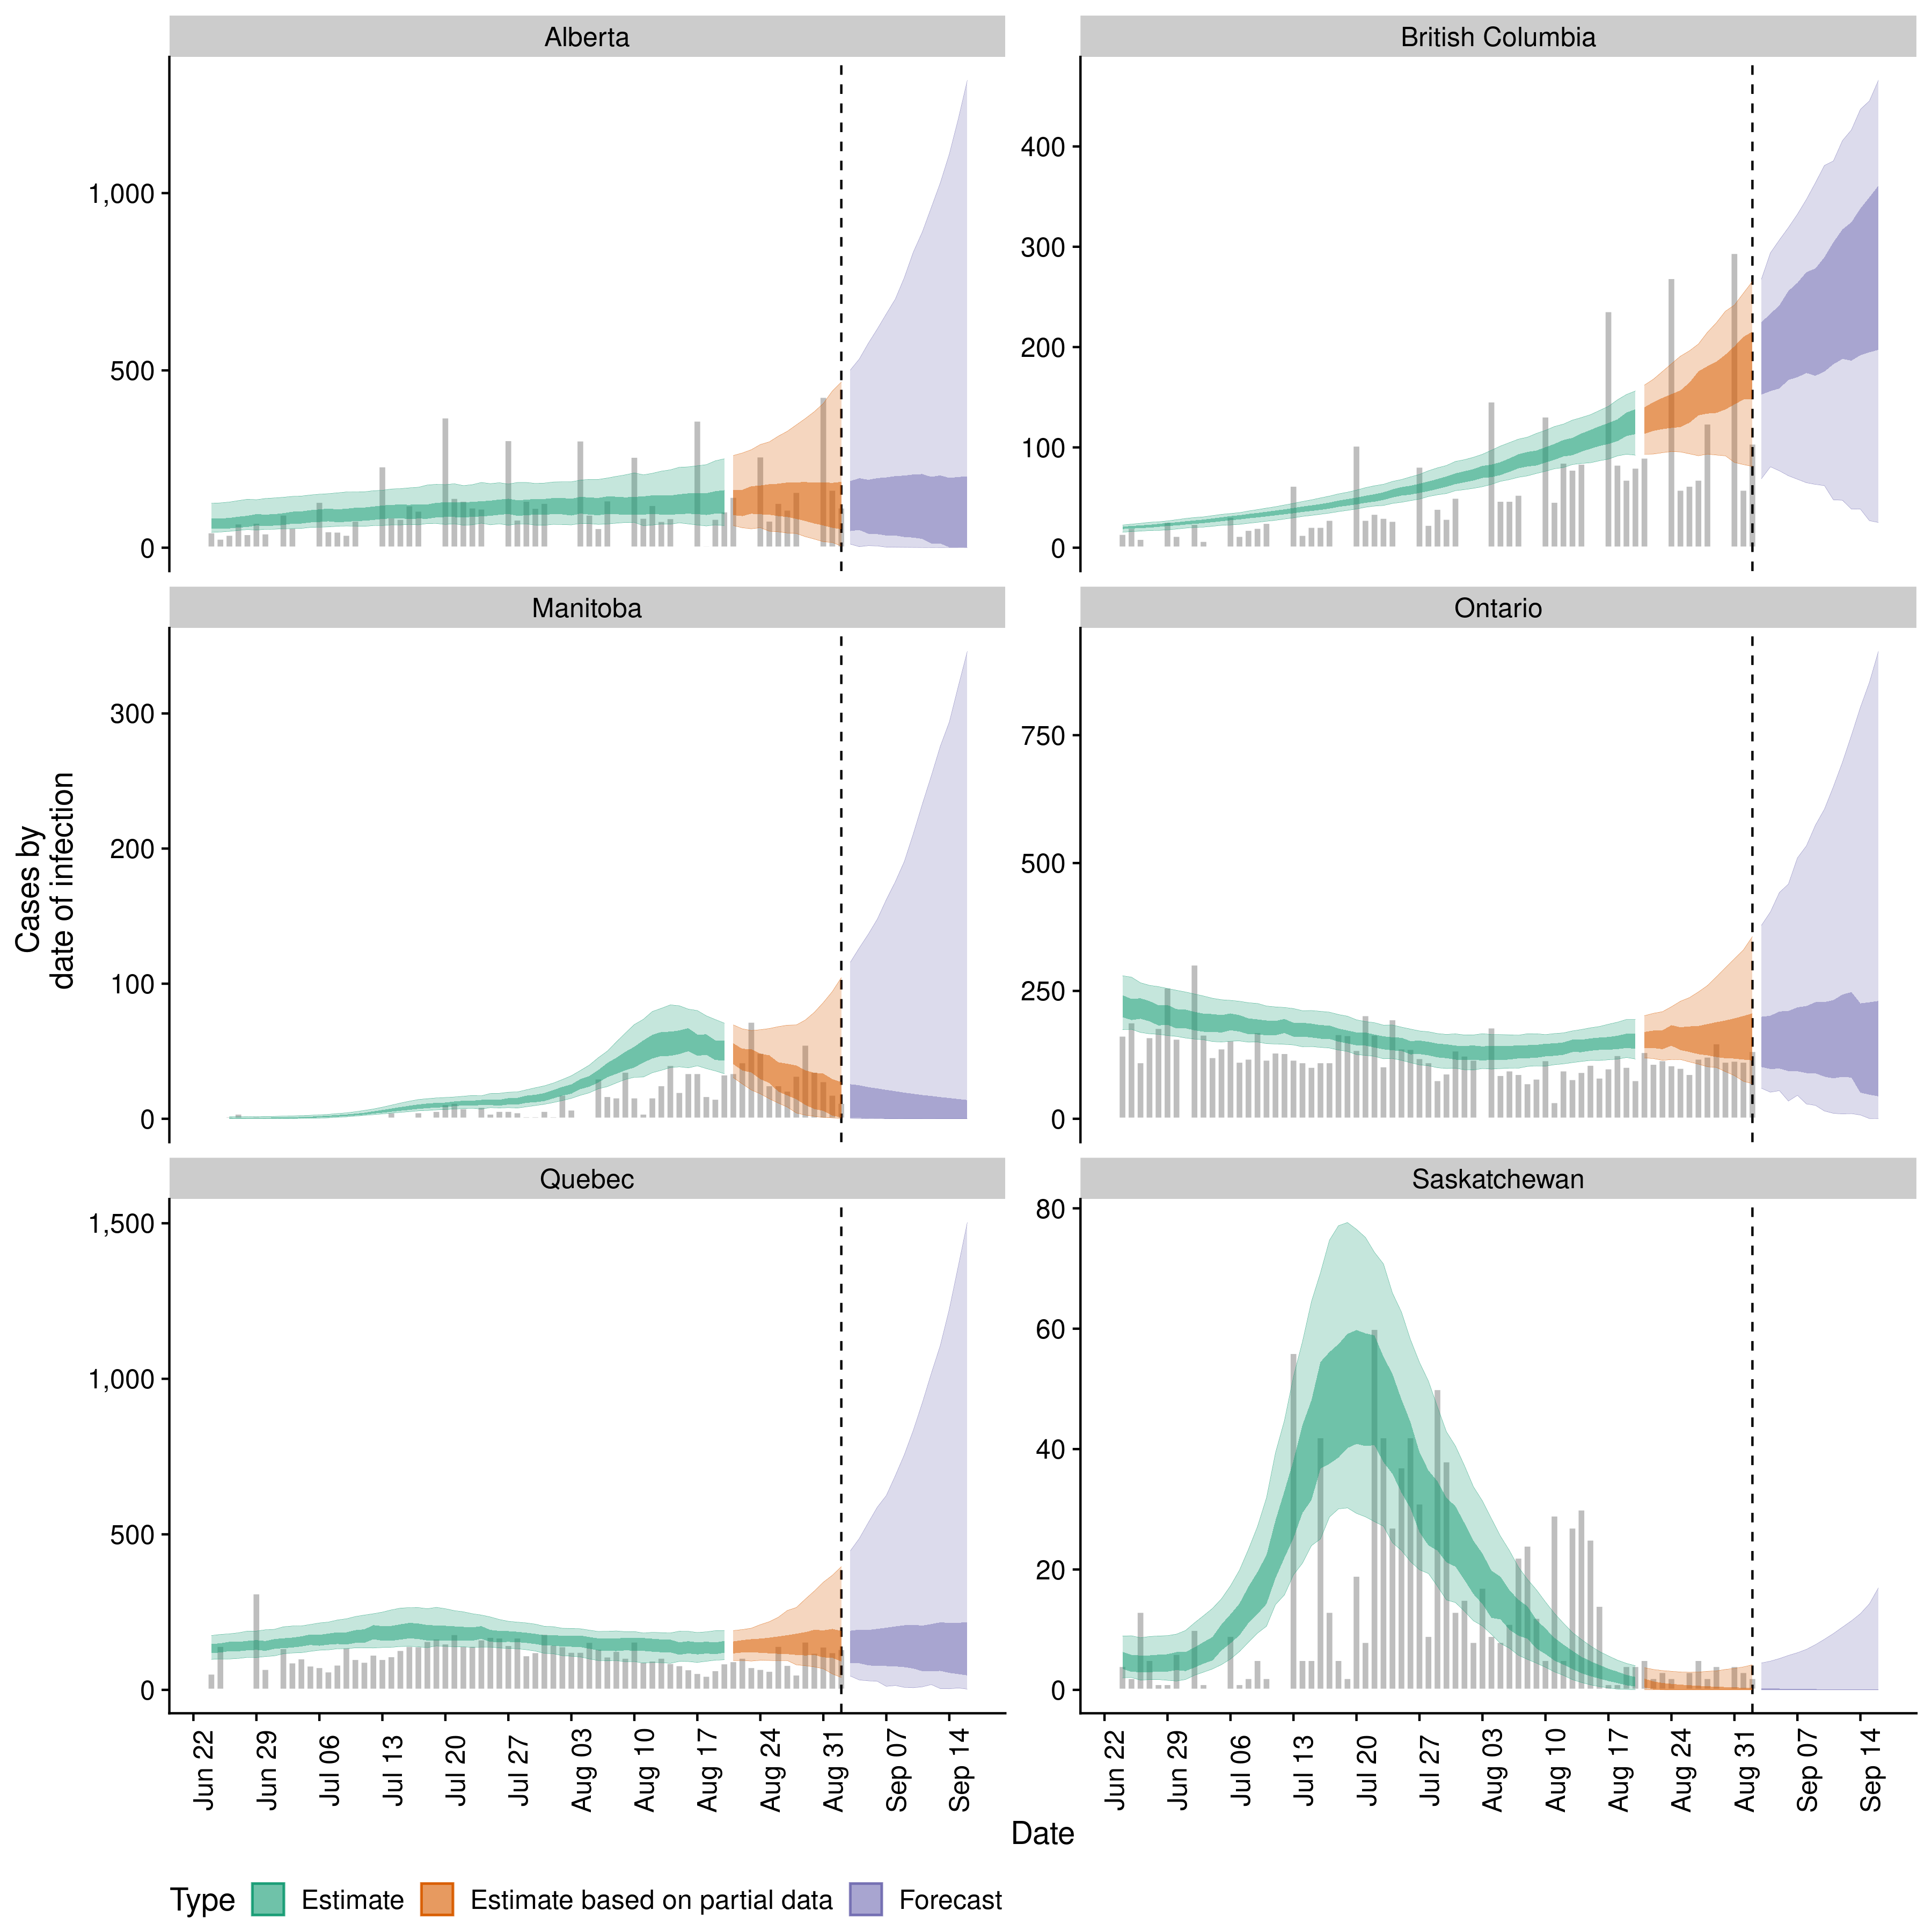 Alberta
British Columbia
1,000
500
0
400
300
200
100
0
Manitoba
Ontario
300
200
100
0
750
500
250
0
Cases by
date of infection
Quebec
Saskatchewan
1,500
1,000
500
0
80
60
40
20
0
Jun 22
Jun 29
Jul 06
Jul 13
Jul 20
Jul 27
Aug 03
Aug 10
Aug 17
Aug 24
Aug 31
Sep 07
Sep 14
Jun 22
Jun 29
Jul 06
Jul 13
Jul 20
Jul 27
Aug 03
Aug 10
Aug 17
Aug 24
Aug 31
Sep 07
Sep 14
Date
Type Estimate Estimate based on partial data Forecast